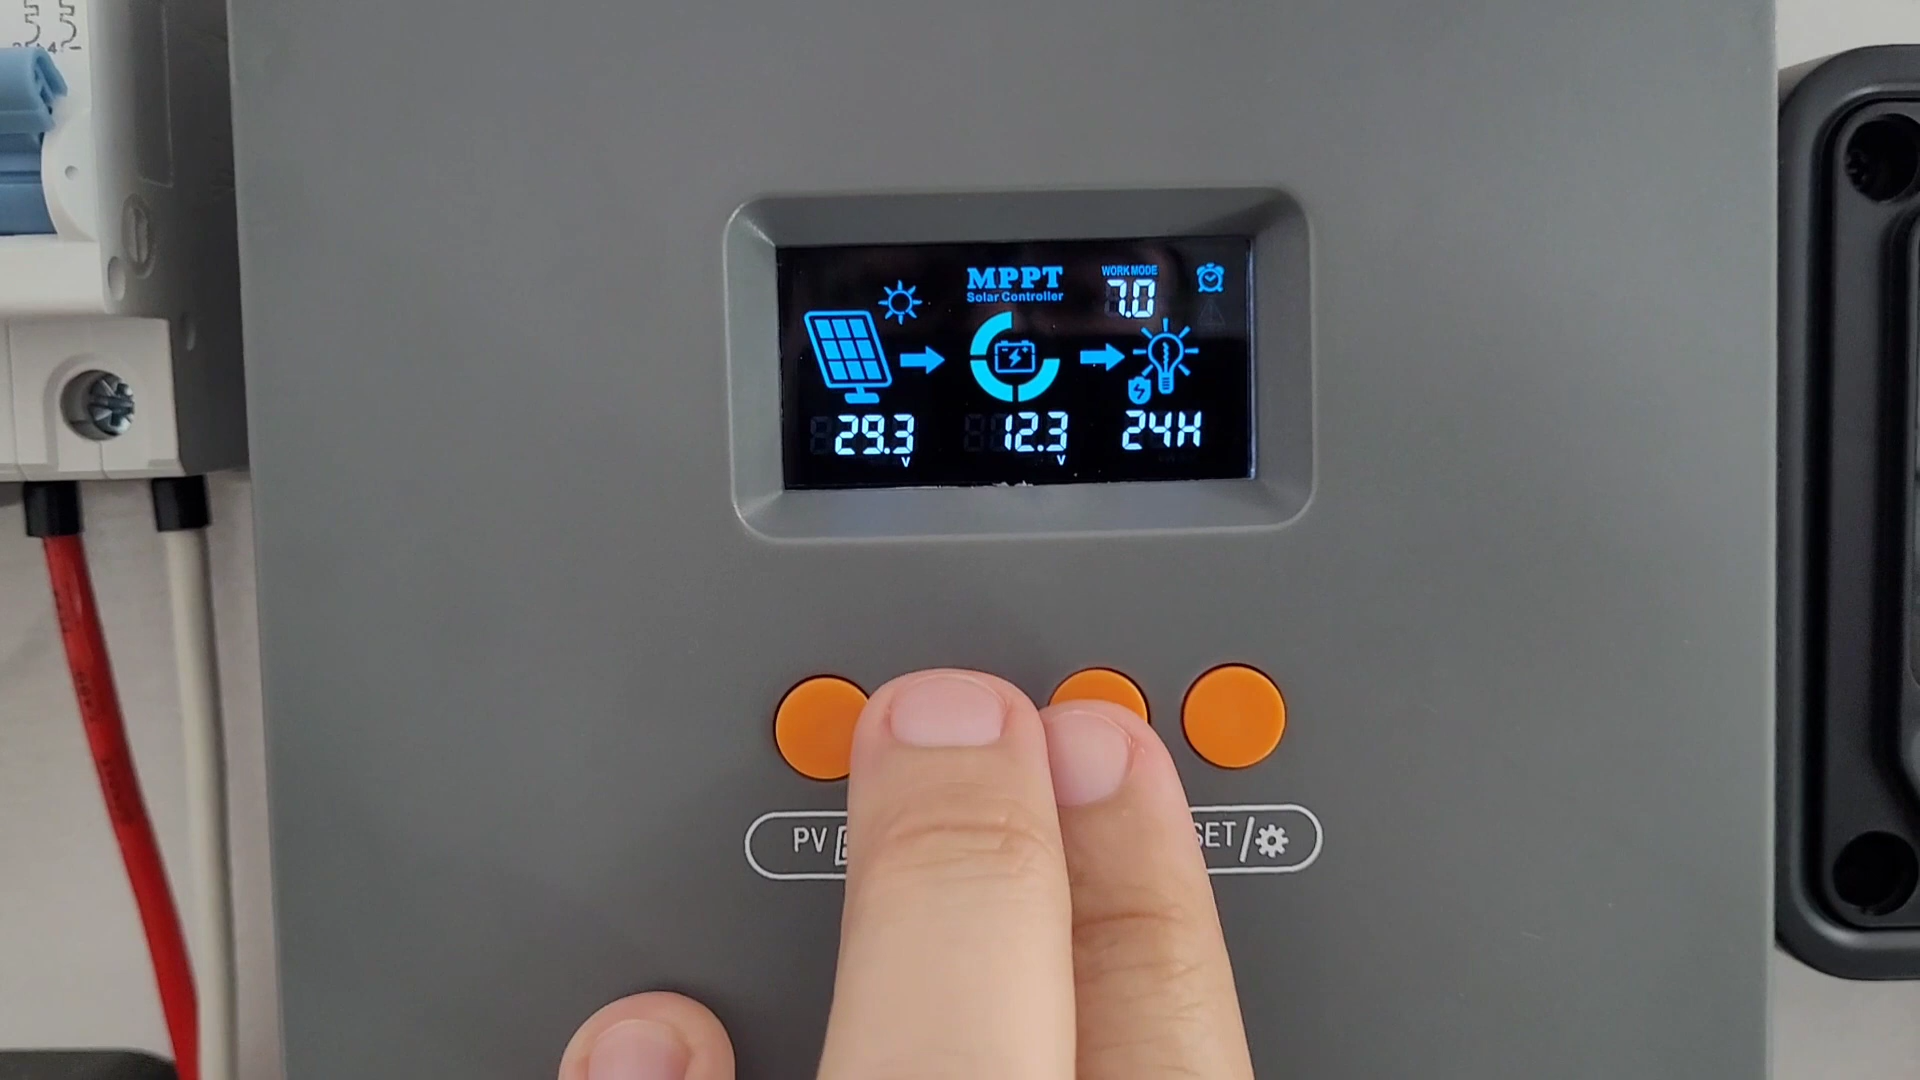 MPPT
Solar Controller
WORK MODE
7.0
29.3
V
12.3
V
24H
PV
SET/